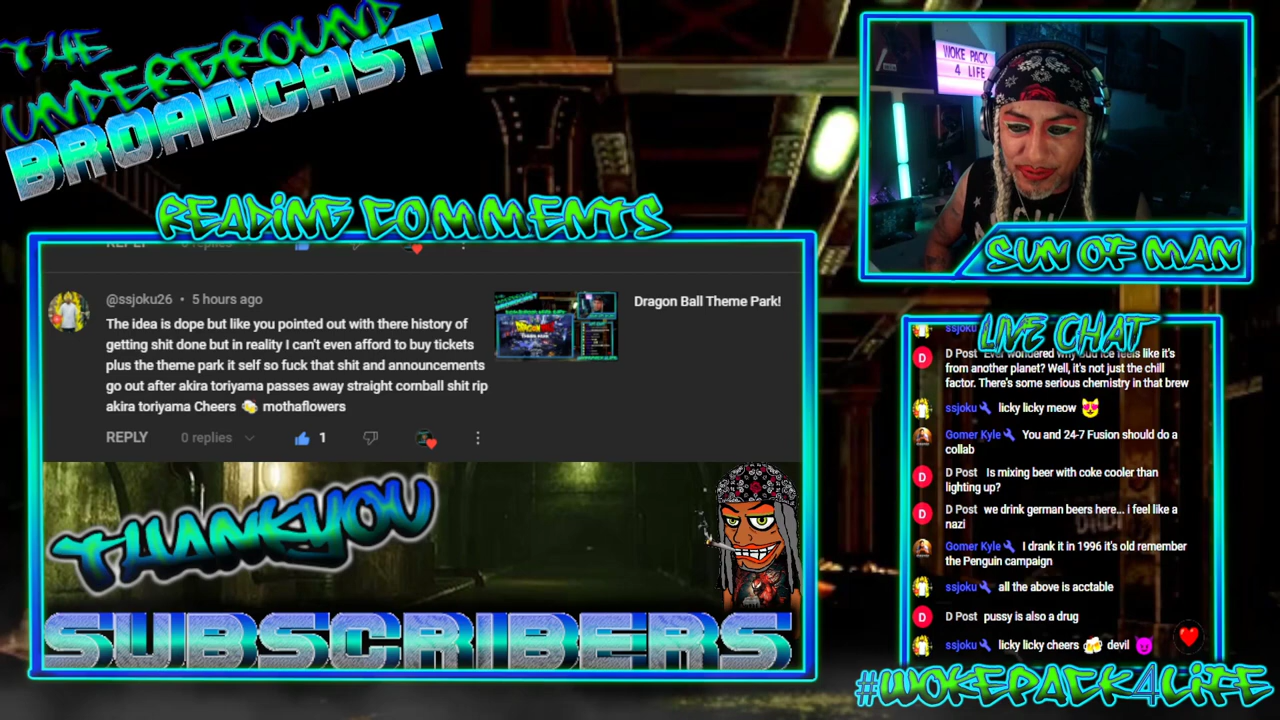 THE
UNDERGROUND
BROADCAST
WOKE PACK
4 LIFE
SUN OF MAN
READING COMMENTS
REPLY 0 replies
@ssjoku26 • 5 hours ago
The idea is dope but like you pointed out with there history of
getting shit done but in reality I can't even afford to buy tickets
plus the theme park it self so fuck that shit and announcements
go out after akira toriyama passes away straight cornball shit rip
akira toriyama Cheers 🍻 mothaflowers
REPLY 0 replies 1
Dragon Ball Theme Park!
THANKYOU
SUBSCRIBERS
LIVE CHAT
ssjoku
D Post Ever wondered why Bud Ice feels like it's
from another planet? Well, it's not just the chill
factor. There's some serious chemistry in that brew
ssjoku licky licky meow 😻
Gomer Kyle You and 24-7 Fusion should do a
collab
D Post Is mixing beer with coke cooler than
lighting up?
D Post we drink german beers here... i feel like a
nazi
Gomer Kyle I drank it in 1996 it's old remember
the Penguin campaign
ssjoku all the above is acctable
D Post pussy is also a drug
ssjoku licky licky cheers 🍻 devil 😈
#WOKEPACK4LIFE